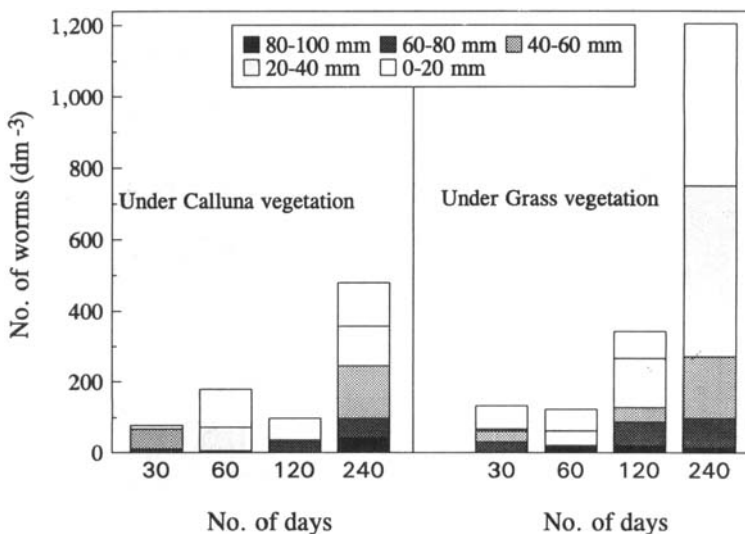 1,200
1,000
800
600
400
200
0
No. of worms (dm⁻³)
80-100 mm 60-80 mm 40-60 mm
20-40 mm 0-20 mm
Under Calluna vegetation
Under Grass vegetation
30 60 120 240 30 60 120 240
No. of days No. of days